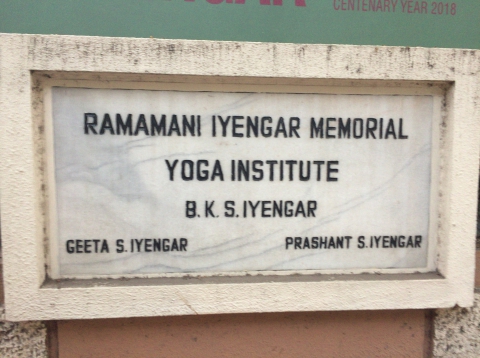 CENTENARY YEAR 2018
RAMAMANI IYENGAR MEMORIAL
YOGA INSTITUTE
B.K.S.IYENGAR
GEETA S.IYENGAR PRASHANT S.IYENGAR